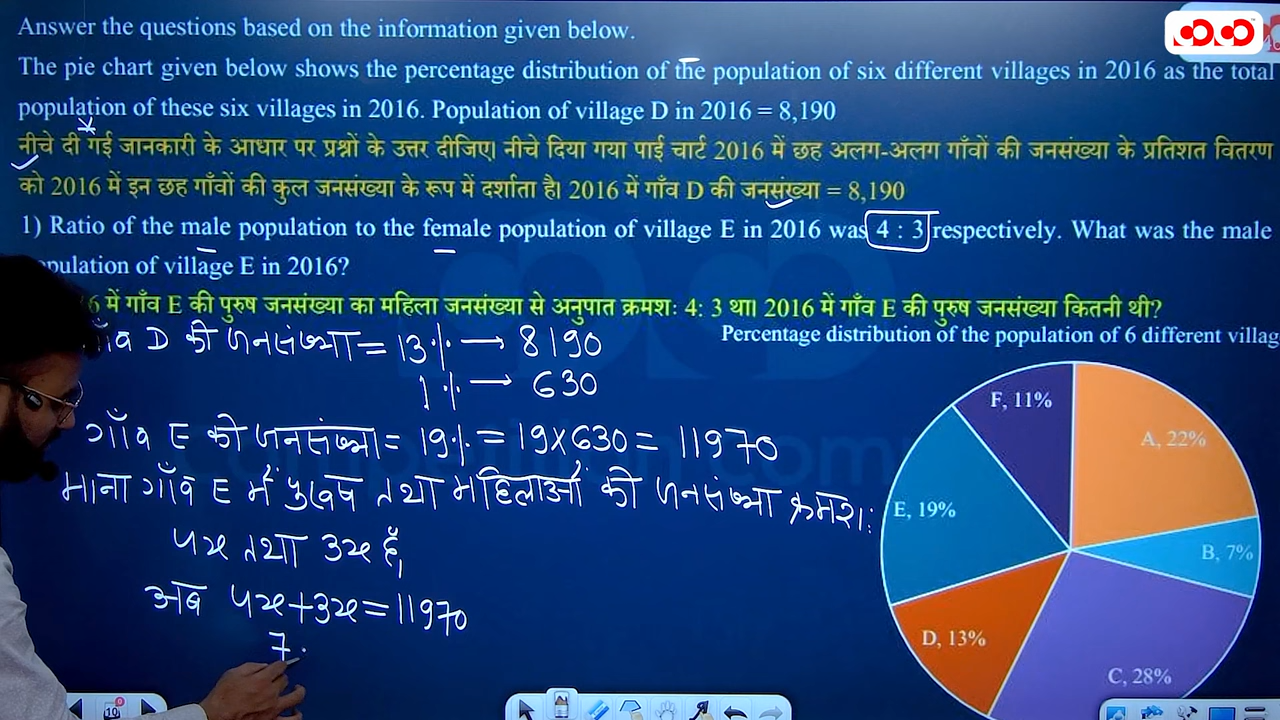 Answer the questions based on the information given below.
The pie chart given below shows the percentage distribution of the population of six different villages in 2016 as the total
population of these six villages in 2016. Population of village D in 2016 = 8,190
नीचे दी गई जानकारी के आधार पर प्रश्नों के उत्तर दीजिए। नीचे दिया गया पाई चार्ट 2016 में छह अलग-अलग गाँवों की जनसंख्या के प्रतिशत वितरण
को 2016 में इन छह गाँवों की कुल जनसंख्या के रूप में दर्शाता है। 2016 में गाँव D की जनसंख्या = 8,190
1) Ratio of the male population to the female population of village E in 2016 was 4 : 3 respectively. What was the male
population of village E in 2016?
6 में गाँव E की पुरुष जनसंख्या का महिला जनसंख्या से अनुपात क्रमशः 4: 3 था। 2016 में गाँव E की पुरुष जनसंख्या कितनी थी?
Percentage distribution of the population of 6 different villag
गाँव D की जनसंख्या = 13% → 8190
1% → 630
गाँव E की जनसंख्या = 19% = 19×630 = 11970
माना गाँव E में पुरुष तथा महिलाओं की जनसंख्या क्रमशः
4x तथा 3x हैं,
अब 4x+3x=11970
7
F, 11%
A, 22%
E, 19%
B, 7%
D, 13%
C, 28%